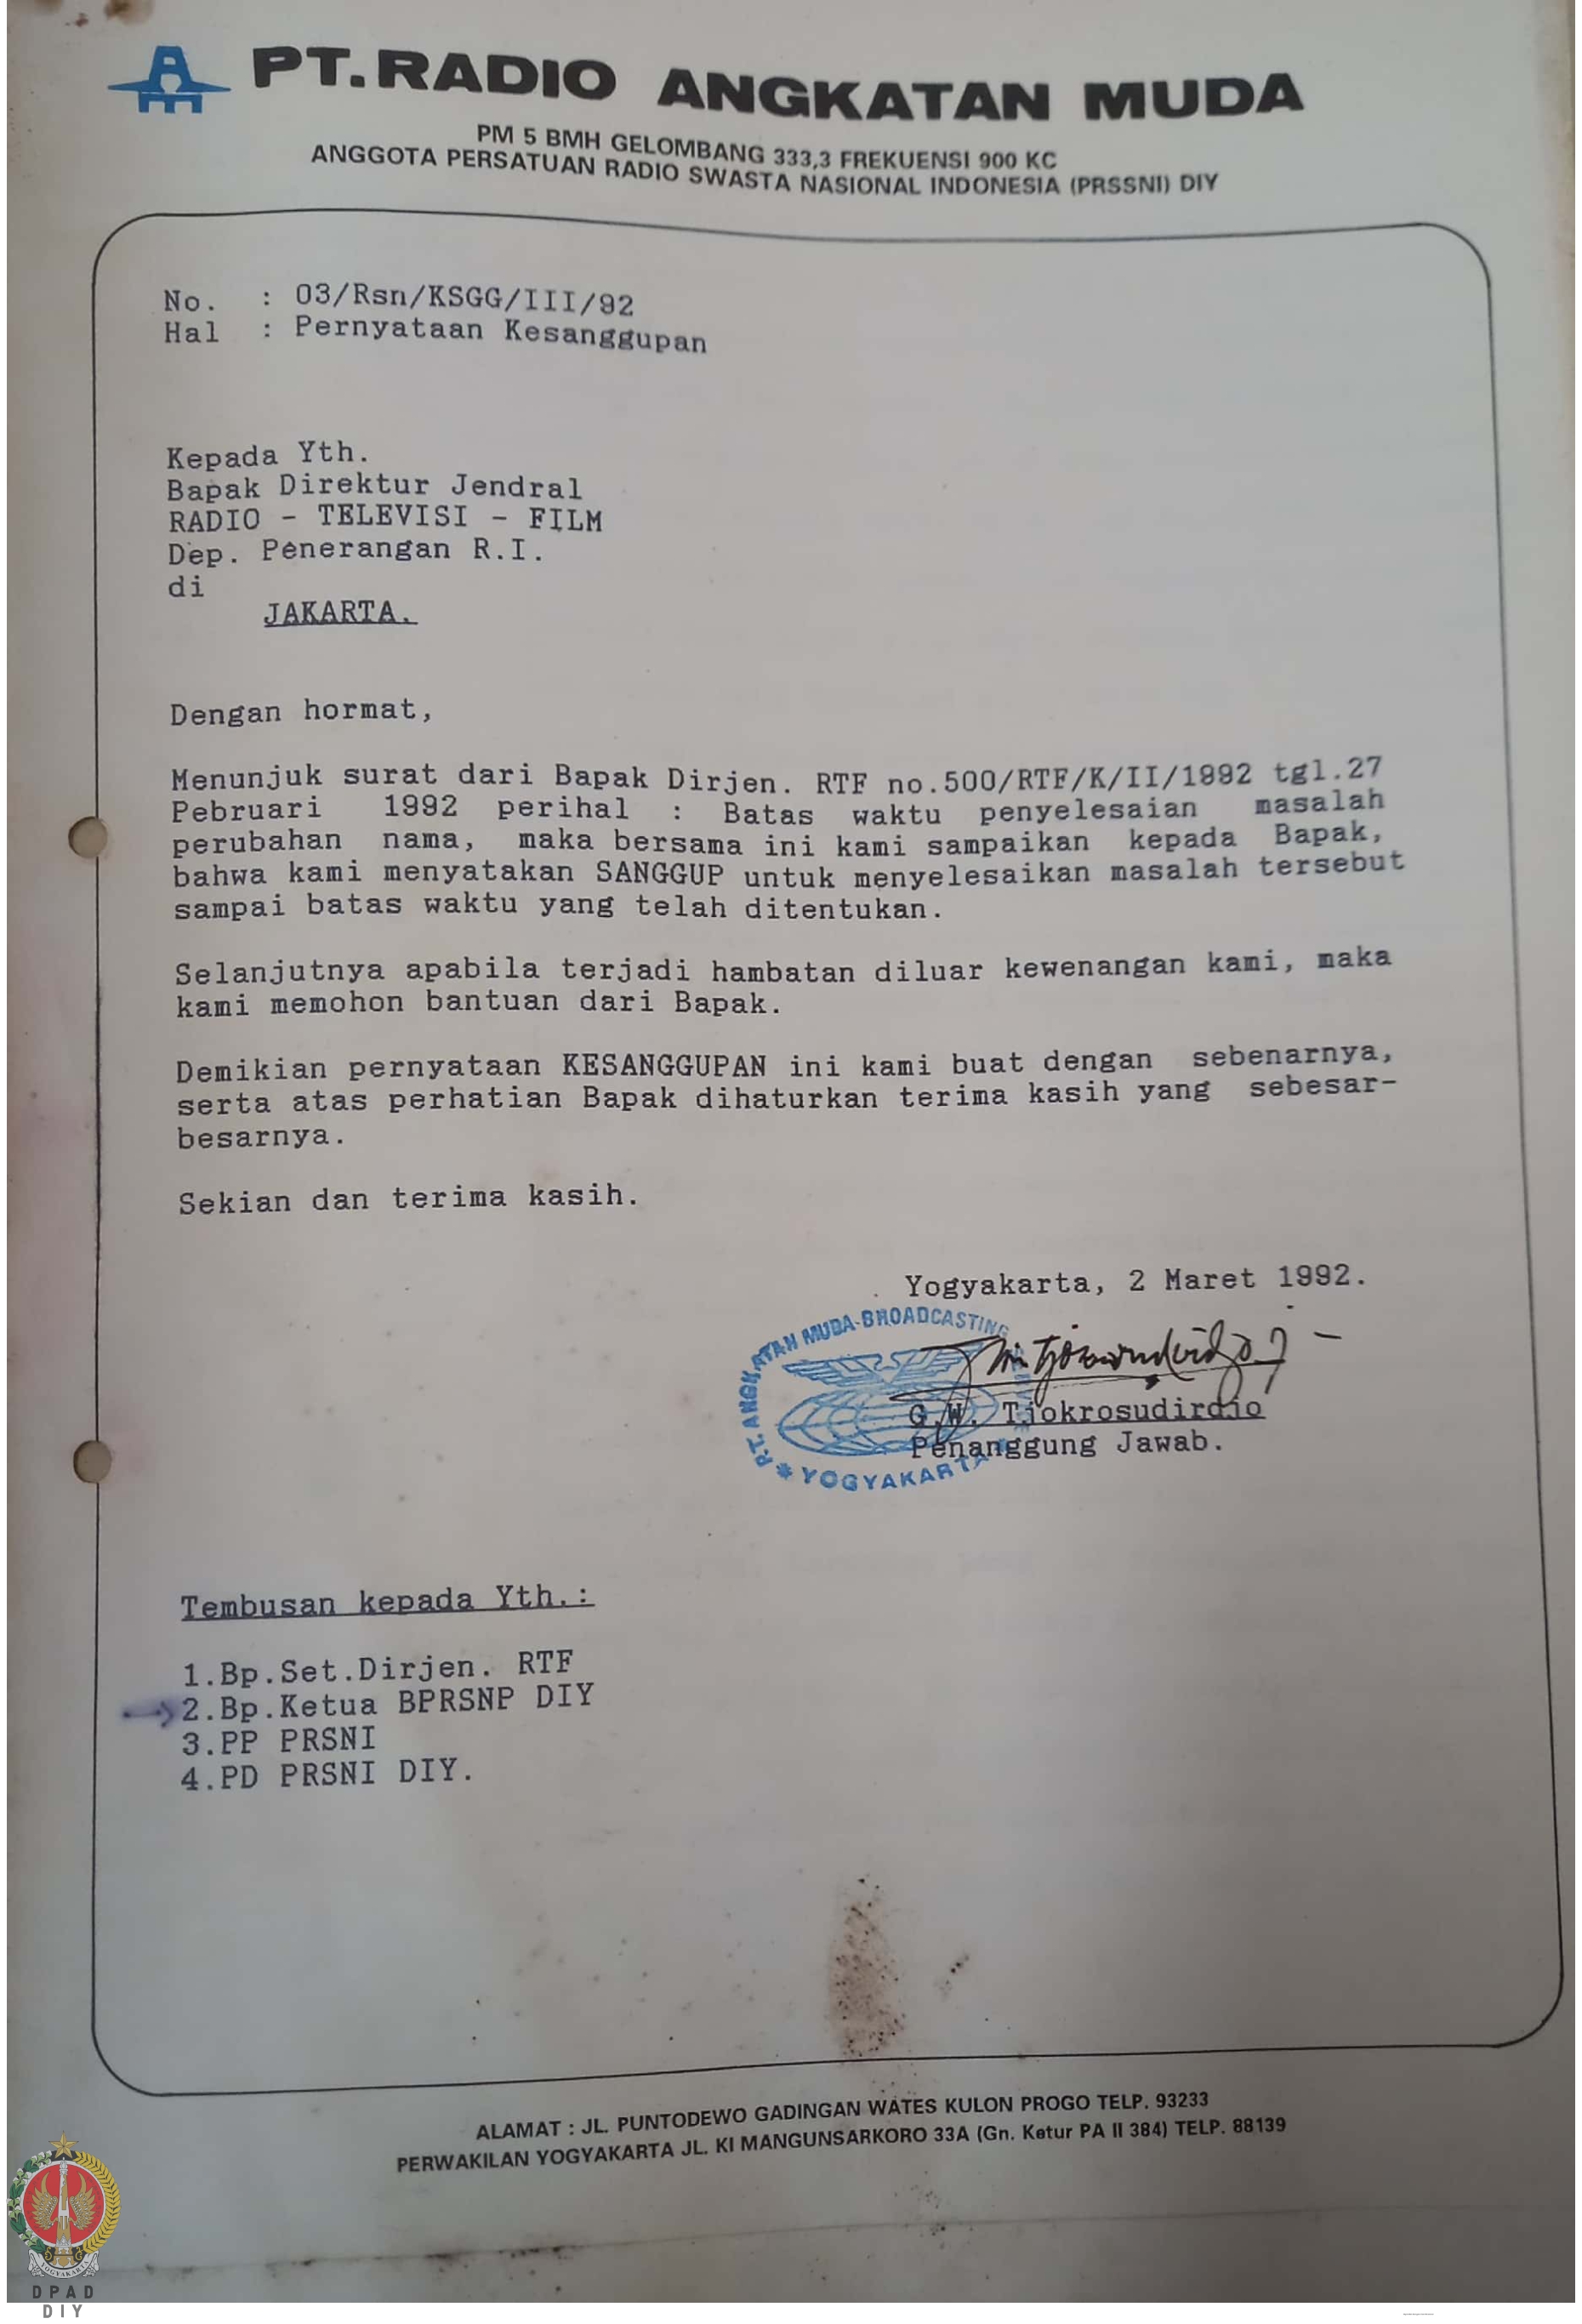 PT. RADIO ANGKATAN MUDA
PM 5 BMH GELOMBANG 333,3 FREKUENSI 900 KC
ANGGOTA PERSATUAN RADIO SWASTA NASIONAL INDONESIA (PRSSNI) DIY
No. : 03/Rsn/KSGG/III/92
Hal : Pernyataan Kesanggupan
Kepada Yth.
Bapak Direktur Jendral
RADIO - TELEVISI - FILM
Dep. Penerangan R.I.
di
JAKARTA.
Dengan hormat,
Menunjuk surat dari Bapak Dirjen. RTF no.500/RTF/K/II/1992 tgl.27
Pebruari 1992 perihal : Batas waktu penyelesaian masalah
perubahan nama, maka bersama ini kami sampaikan kepada Bapak,
bahwa kami menyatakan SANGGUP untuk menyelesaikan masalah tersebut
sampai batas waktu yang telah ditentukan.
Selanjutnya apabila terjadi hambatan diluar kewenangan kami, maka
kami memohon bantuan dari Bapak.
Demikian pernyataan KESANGGUPAN ini kami buat dengan sebenarnya,
serta atas perhatian Bapak dihaturkan terima kasih yang sebesar-
besarnya.
Sekian dan terima kasih.
Yogyakarta, 2 Maret 1992.
P.T. ANGKATAN MUDA-BROADCASTING
YOGYAKARTA
G.W. Tjokrosudirdjo
Penanggung Jawab.
Tembusan kepada Yth.:
1.Bp.Set.Dirjen. RTF
2.Bp.Ketua BPRSNP DIY
3.PP PRSNI
4.PD PRSNI DIY.
ALAMAT : JL. PUNTODEWO GADINGAN WATES KULON PROGO TELP. 93233
PERWAKILAN YOGYAKARTA JL. KI MANGUNSARKORO 33A (Gn. Ketur PA II 384) TELP. 88139
YOGYAKARTA
DPAD
DIY